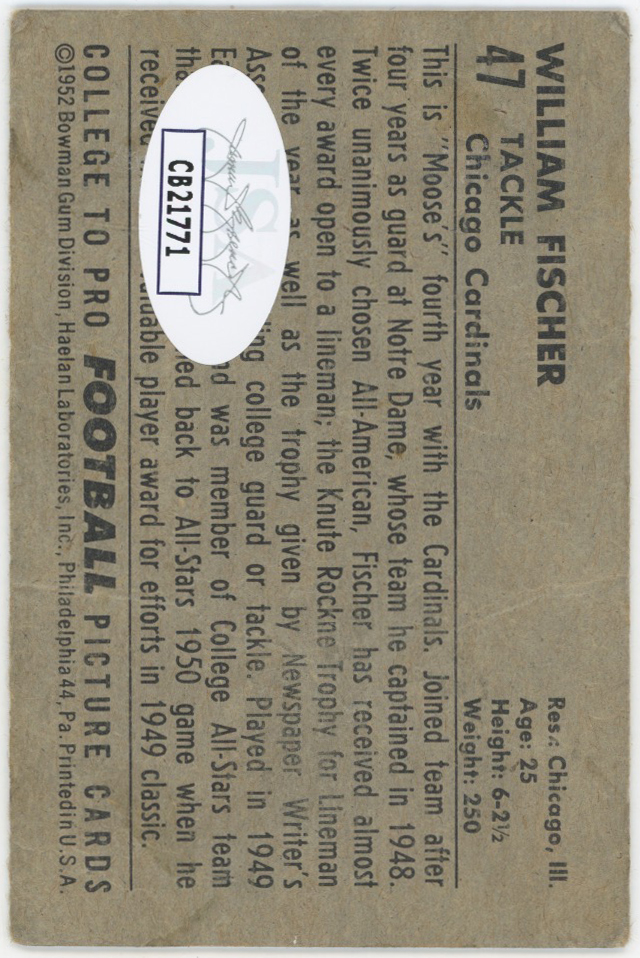 WILLIAM FISCHER
47 TACKLE
Chicago Cardinals
Res.: Chicago, Ill.
Age: 25
Height: 6-2½
Weight: 250
This is "Moose's" fourth year with the Cardinals. Joined team after
four years as guard at Notre Dame, whose team he captained in 1948.
Twice unanimously chosen All-American, Fischer has received almost
every award open to a lineman; the Knute Rockne Trophy for Lineman
of the year as well as the trophy given by Newspaper Writer's
college guard or tackle. Played in 1949
was member of College All-Stars team
back to All-Stars 1950 game when he
received player award for efforts in 1949 classic.
COLLEGE TO PRO FOOTBALL PICTURE CARDS
©1952 Bowman Gum Division, Haelan Laboratories, Inc., Philadelphia 44, Pa. Printed in U.S.A.
JSA
CB21771